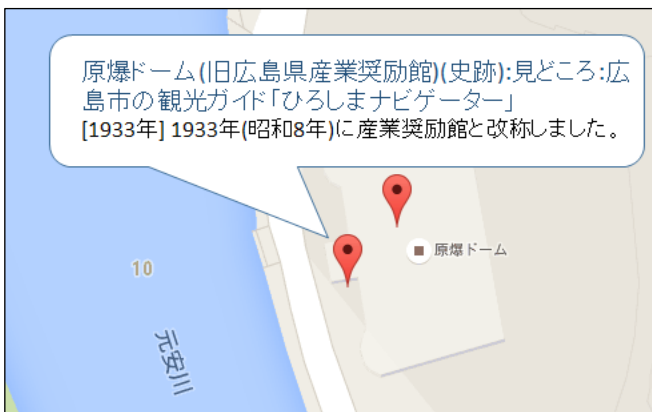 原爆ドーム(旧広島県産業奨励館)(史跡):見どころ:広
島市の観光ガイド「ひろしまナビゲーター」
[1933年] 1933年(昭和8年)に産業奨励館と改称しました。
原爆ドーム
10
元安川